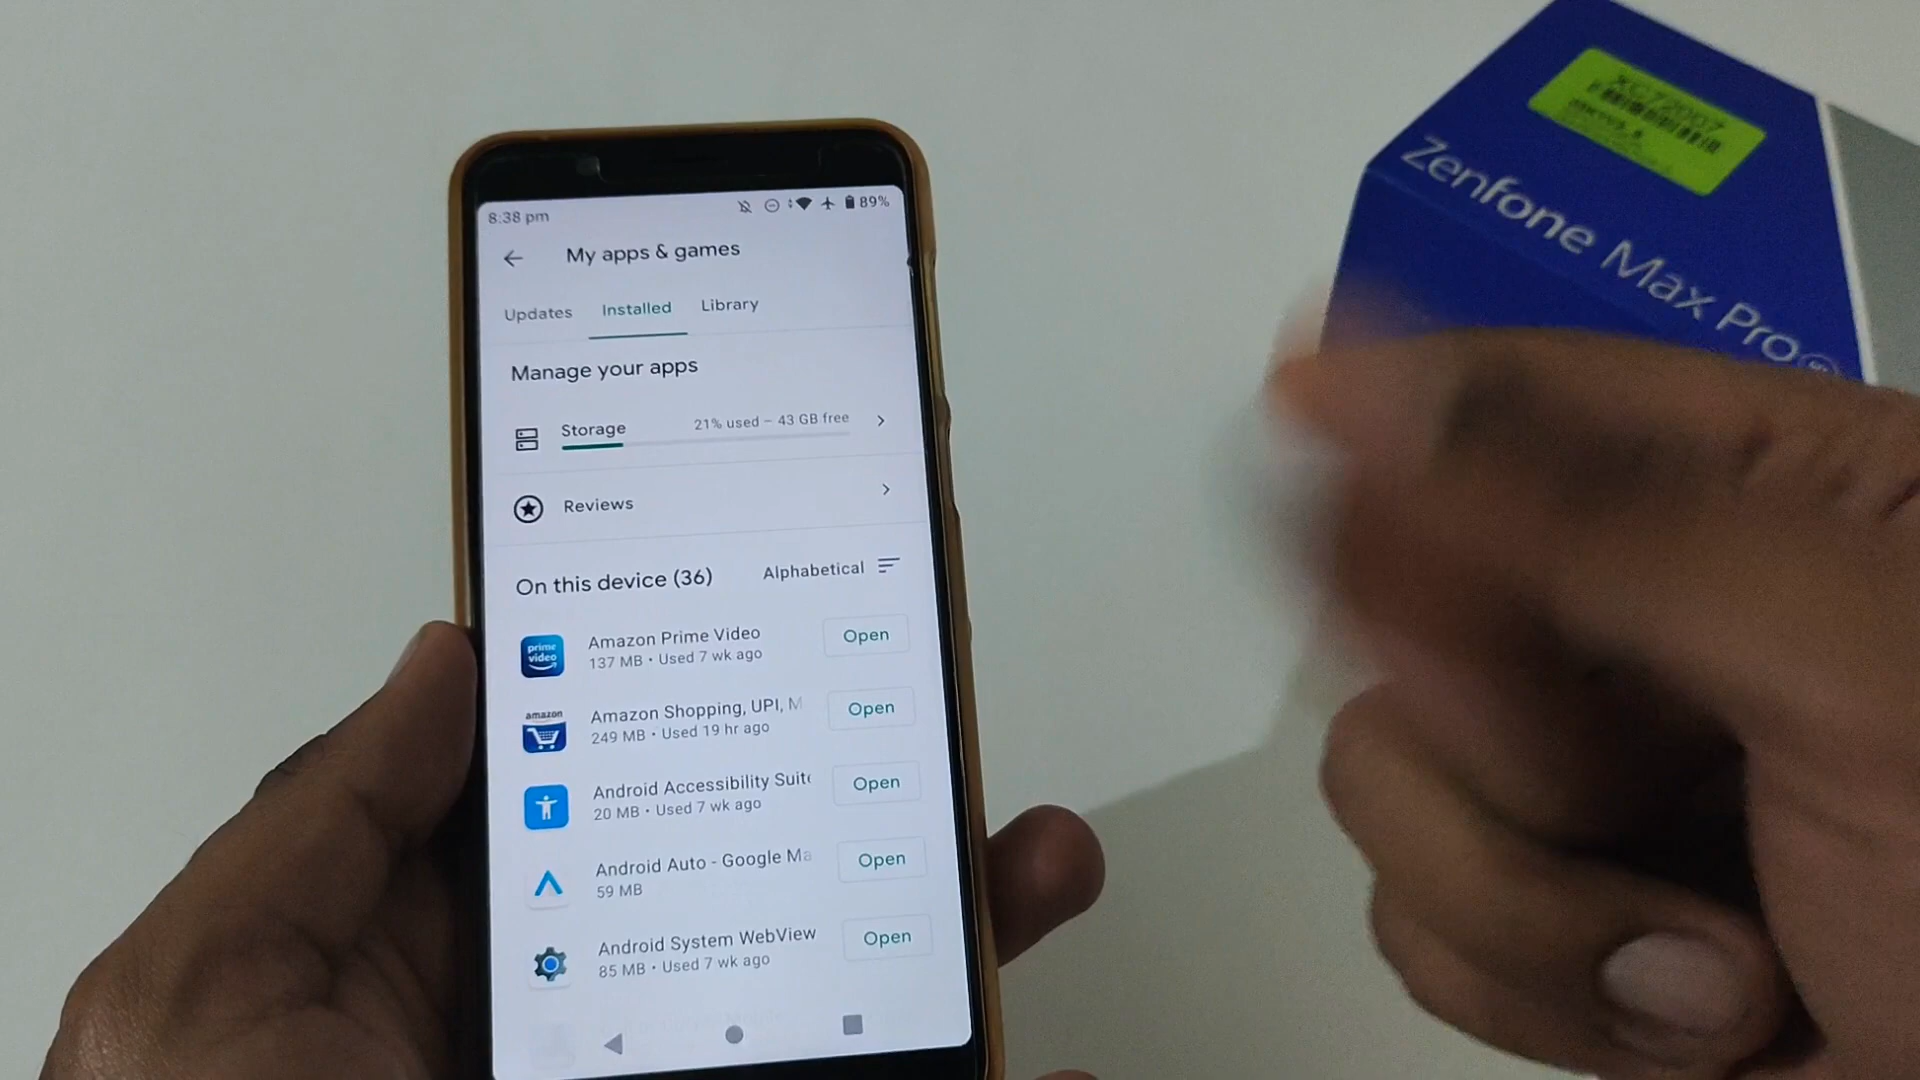 8:38 pm
89%
My apps & games
Updates Installed Library
Manage your apps
Storage 21% used – 43 GB free
Reviews
On this device (36) Alphabetical
prime video
Amazon Prime Video
137 MB • Used 7 wk ago
Open
amazon
Amazon Shopping, UPI, M
249 MB • Used 19 hr ago
Open
Android Accessibility Suit
20 MB • Used 7 wk ago
Open
Android Auto - Google Ma
59 MB
Open
Android System WebView
85 MB • Used 7 wk ago
Open
Zenfone Max Pro